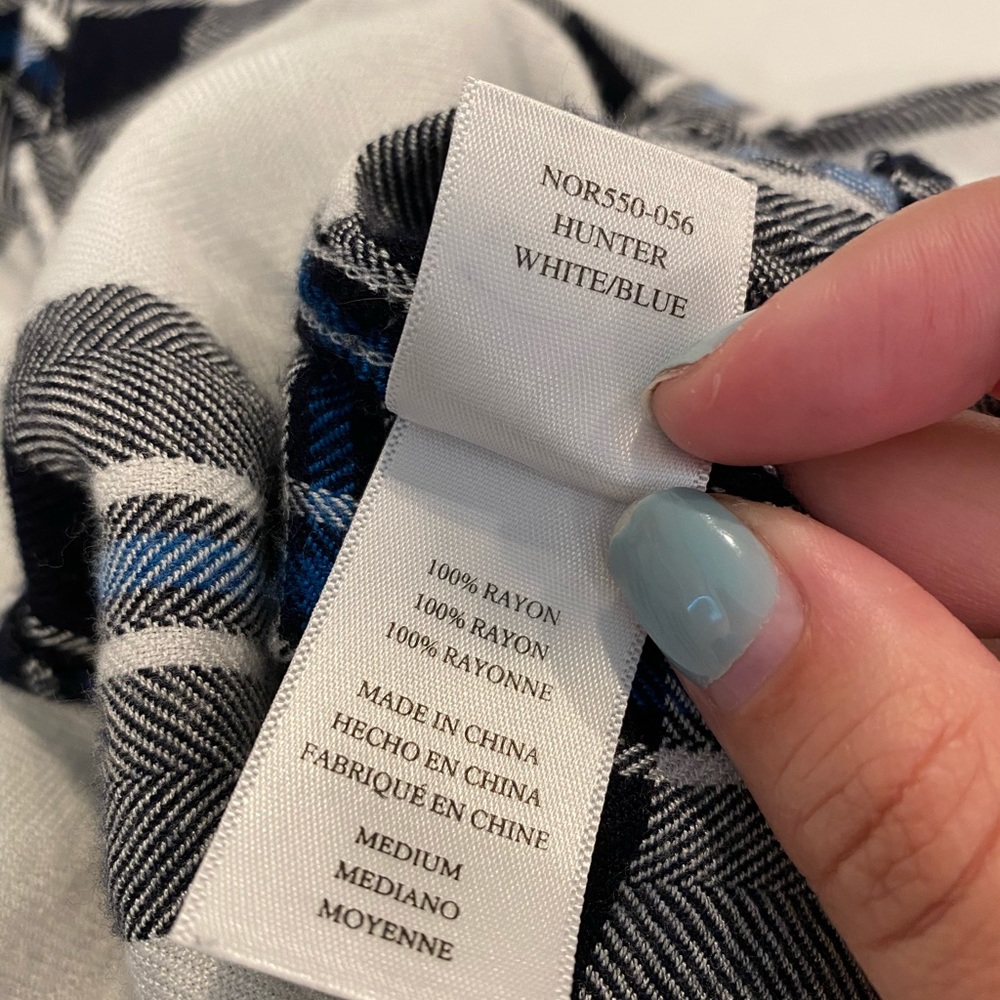 NOR550-056
HUNTER
WHITE/BLUE
100% RAYON
100% RAYON
100% RAYONNE
MADE IN CHINA
HECHO EN CHINA
FABRIQUÉ EN CHINE
MEDIUM
MEDIANO
MOYENNE